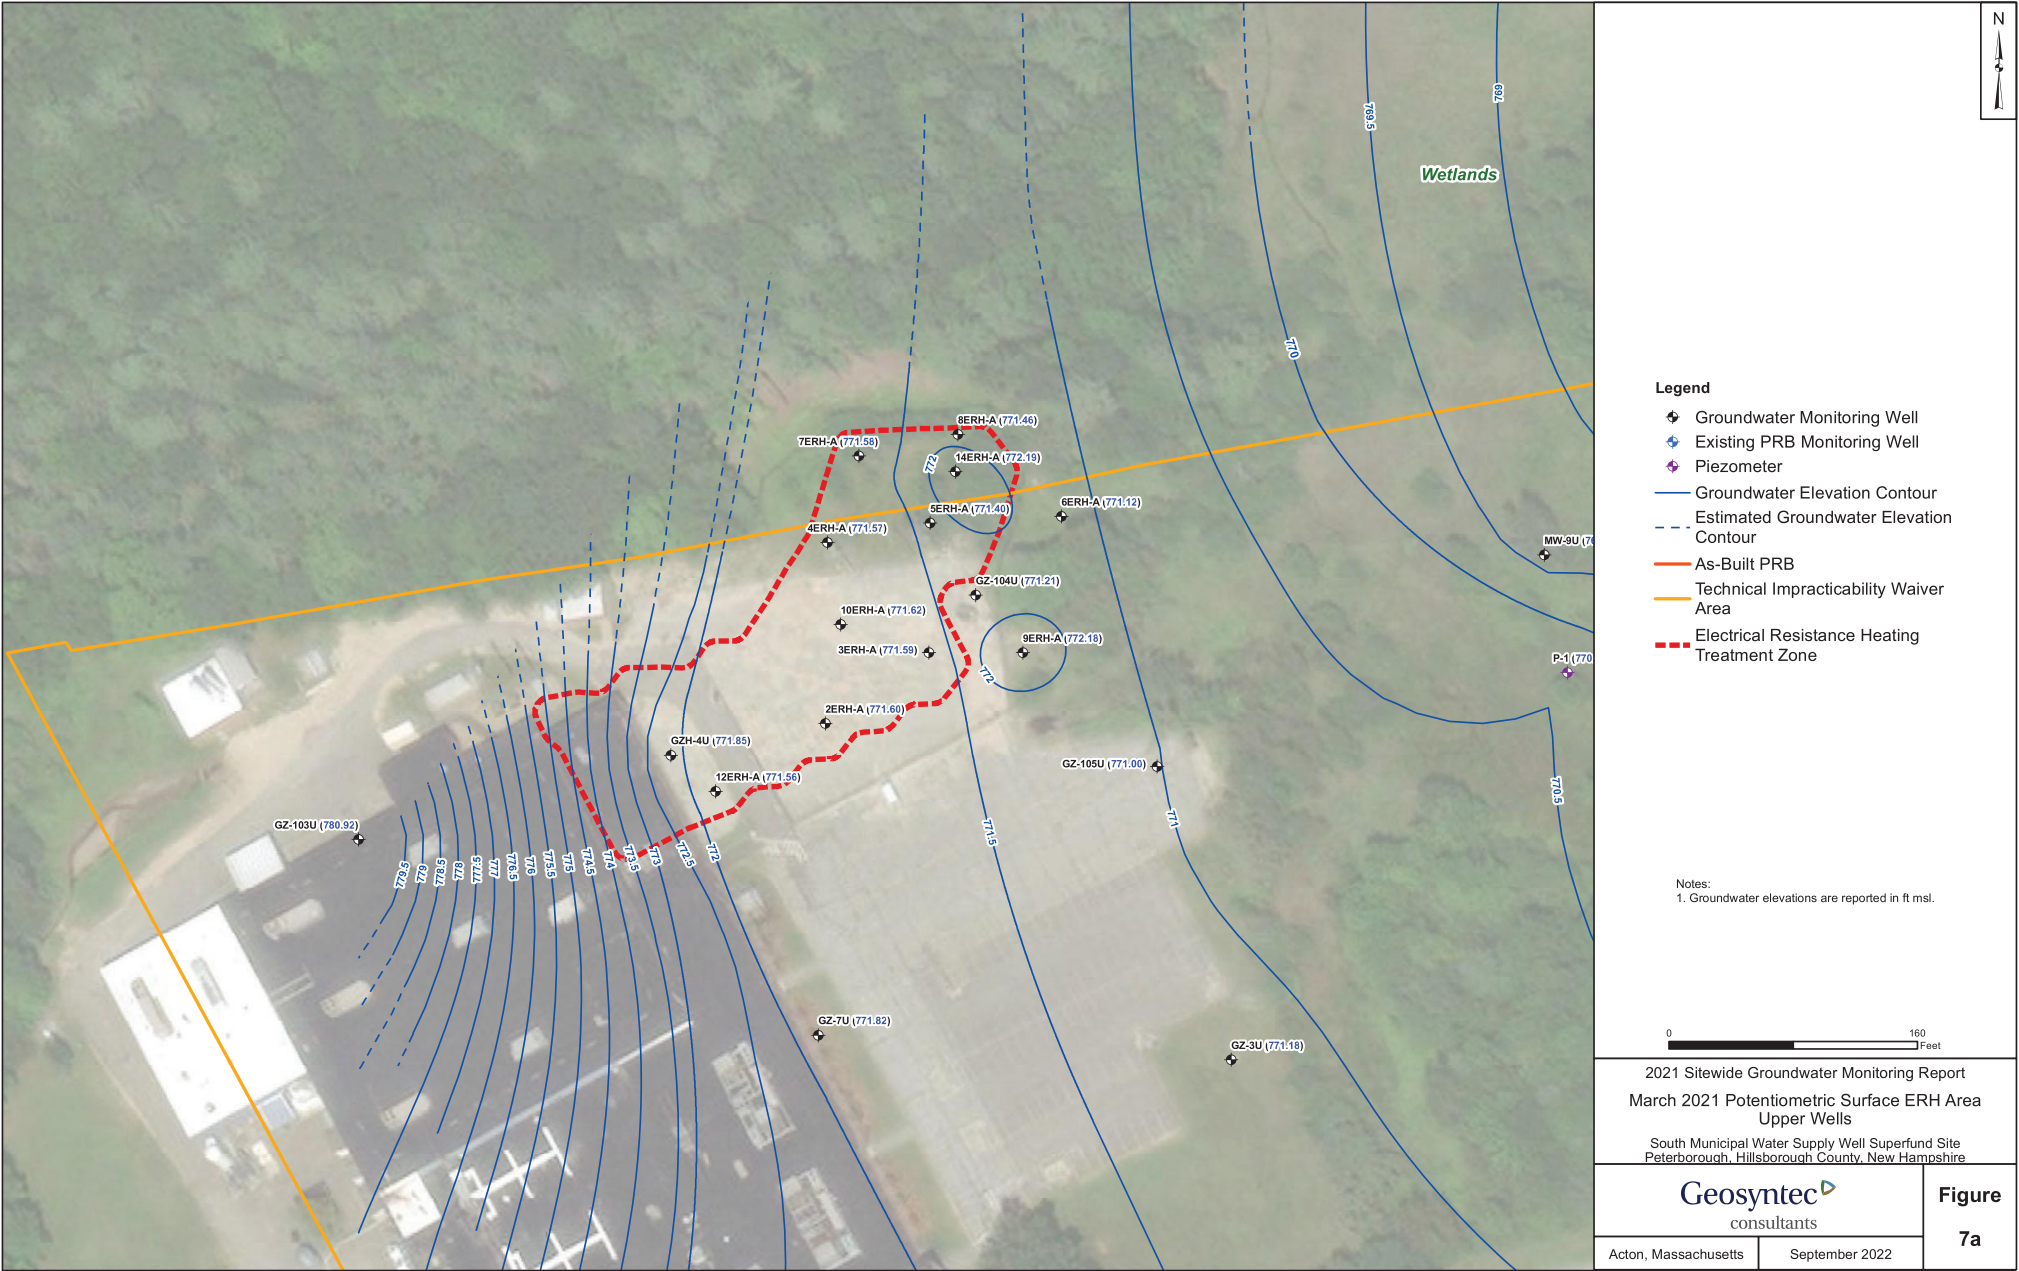 N
769
769.5
Wetlands
770
8ERH-A (771.46)
7ERH-A (771.58)
772
14ERH-A (772.19)
6ERH-A (771.12)
5ERH-A (771.40)
4ERH-A (771.57)
MW-9U (76
GZ-104U (771.21)
10ERH-A (771.62)
9ERH-A (772.18)
3ERH-A (771.59)
P-1 (770
772
2ERH-A (771.60)
GZH-4U (771.85)
GZ-105U (771.00)
12ERH-A (771.56)
770.5
771
GZ-103U (780.92)
771.5
779.5
779
778.5
778
777.5
777
776.5
776
775.5
775
774.5
774
773.5
773
772.5
772
GZ-7U (771.82)
GZ-3U (771.18)
Legend
Groundwater Monitoring Well
Existing PRB Monitoring Well
Piezometer
Groundwater Elevation Contour
Estimated Groundwater Elevation
Contour
As-Built PRB
Technical Impracticability Waiver
Area
Electrical Resistance Heating
Treatment Zone
Notes:
1. Groundwater elevations are reported in ft msl.
0
160
Feet
2021 Sitewide Groundwater Monitoring Report
March 2021 Potentiometric Surface ERH Area
Upper Wells
South Municipal Water Supply Well Superfund Site
Peterborough, Hillsborough County, New Hampshire
Geosyntec
consultants
Figure
7a
Acton, Massachusetts
September 2022